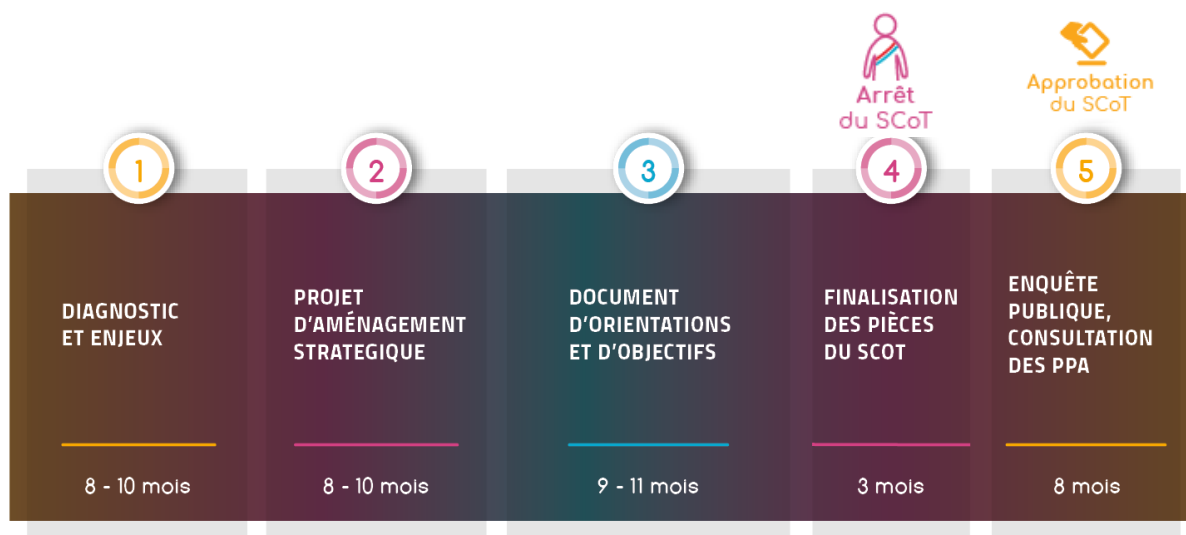 Arrêt
du SCoT
Approbation
du SCoT
1
2
3
4
5
DIAGNOSTIC
ET ENJEUX
PROJET
D'AMÉNAGEMENT
STRATEGIQUE
DOCUMENT
D'ORIENTATIONS
ET D'OBJECTIFS
FINALISATION
DES PIÈCES
DU SCOT
ENQUÊTE
PUBLIQUE,
CONSULTATION
DES PPA
8 - 10 mois
8 - 10 mois
9 - 11 mois
3 mois
8 mois